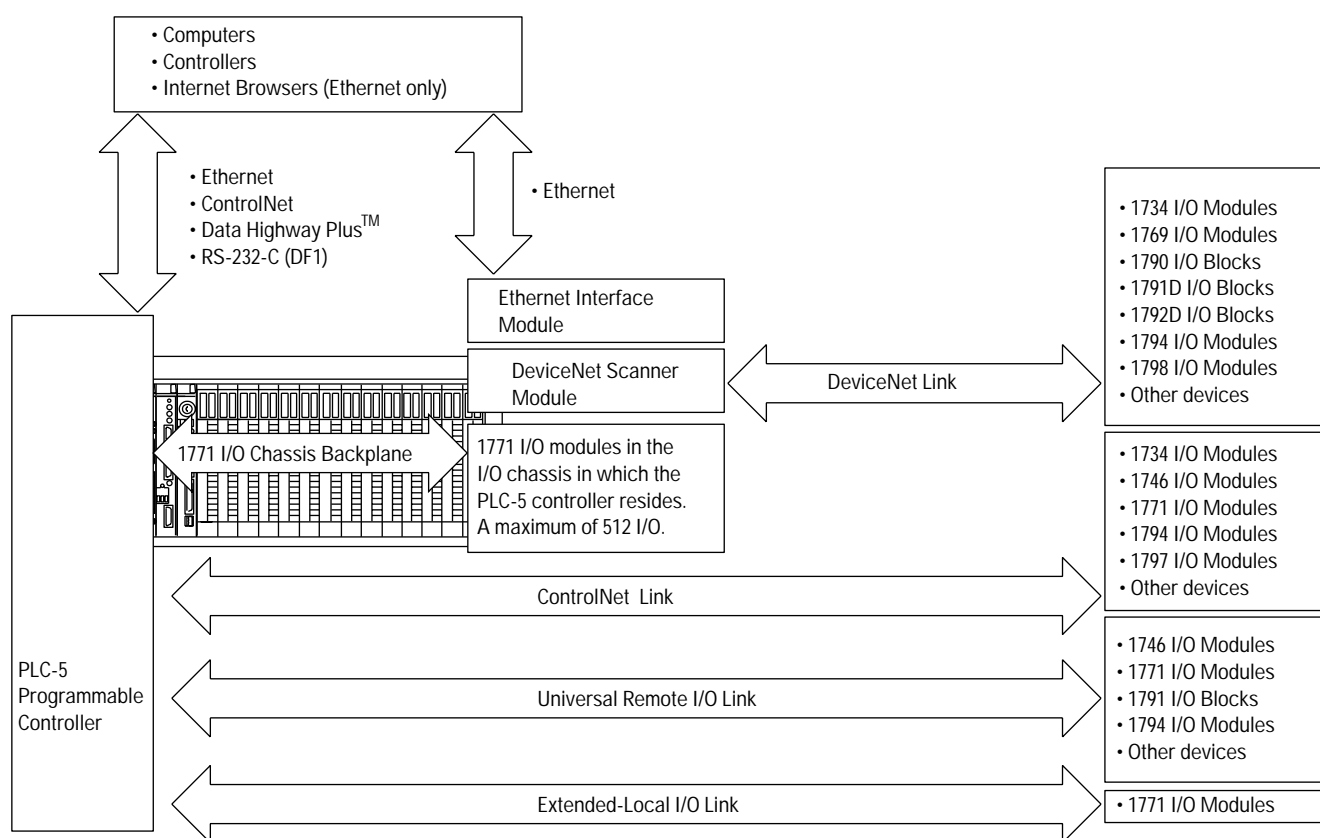 • Computers
• Controllers
• Internet Browsers (Ethernet only)
• Ethernet
• ControlNet
• Data Highway Plus™
• RS-232-C (DF1)
• Ethernet
Ethernet Interface
Module
DeviceNet Scanner
Module
DeviceNet Link
• 1734 I/O Modules
• 1769 I/O Modules
• 1790 I/O Blocks
• 1791D I/O Blocks
• 1792D I/O Blocks
• 1794 I/O Modules
• 1798 I/O Modules
• Other devices
1771 I/O Chassis Backplane
1771 I/O modules in the
I/O chassis in which the
PLC-5 controller resides.
A maximum of 512 I/O.
• 1734 I/O Modules
• 1746 I/O Modules
• 1771 I/O Modules
• 1794 I/O Modules
• 1797 I/O Modules
• Other devices
ControlNet Link
PLC-5
Programmable
Controller
Universal Remote I/O Link
• 1746 I/O Modules
• 1771 I/O Modules
• 1791 I/O Blocks
• 1794 I/O Modules
• Other devices
Extended-Local I/O Link
• 1771 I/O Modules